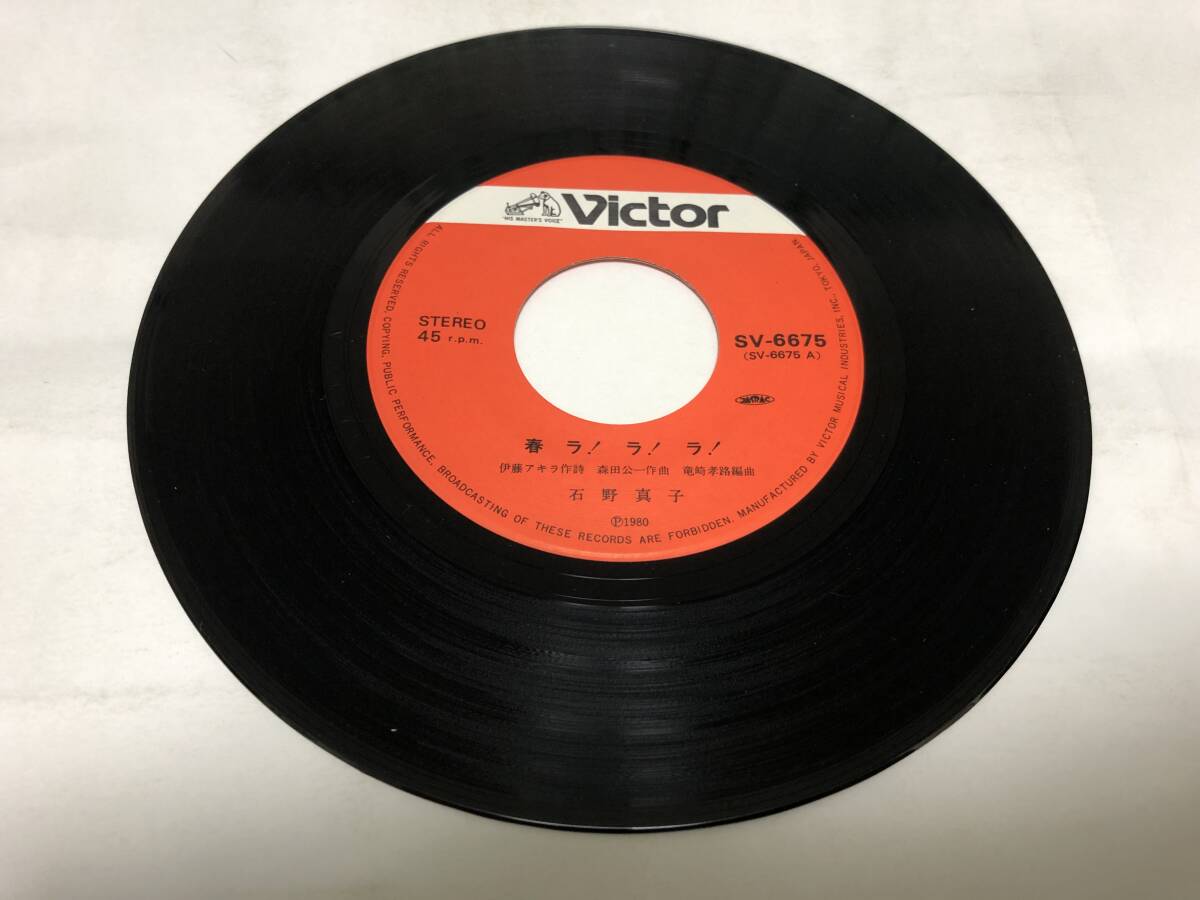 Victor
"HIS MASTER'S VOICE"
STEREO
45 r.p.m.
SV-6675
(SV-6675 A)
JASRAC
春 ラ! ラ! ラ!
伊藤アキラ作詩 森田公一作曲 竜崎孝路編曲
石野真子
Ⓟ1980
ALL RIGHTS RESERVED. COPYING, PUBLIC PERFORMANCE, BROADCASTING OF THESE RECORDS ARE FORBIDDEN. MANUFACTURED BY VICTOR MUSICAL INDUSTRIES, INC., TOKYO, JAPAN